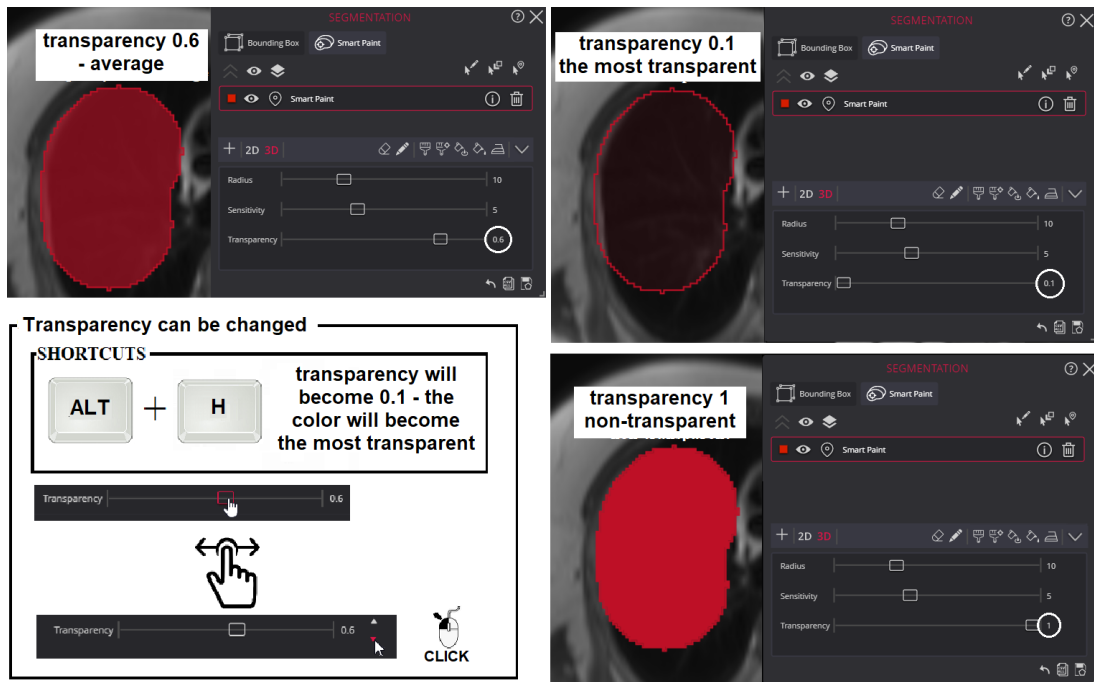 SEGMENTATION
transparency 0.6
- average
Bounding Box
Smart Paint
Smart Paint
2D 3D
Radius
10
Sensitivity
5
Transparency
0.6
SEGMENTATION
transparency 0.1
the most transparent
Bounding Box
Smart Paint
Smart Paint
2D 3D
Radius
10
Sensitivity
5
Transparency
0.1
Transparency can be changed
SHORTCUTS
ALT + H
transparency will
become 0.1 - the
color will become
the most transparent
Transparency
0.6
Transparency
0.6
CLICK
SEGMENTATION
transparency 1
non-transparent
Bounding Box
Smart Paint
Smart Paint
2D 3D
Radius
10
Sensitivity
5
Transparency
1